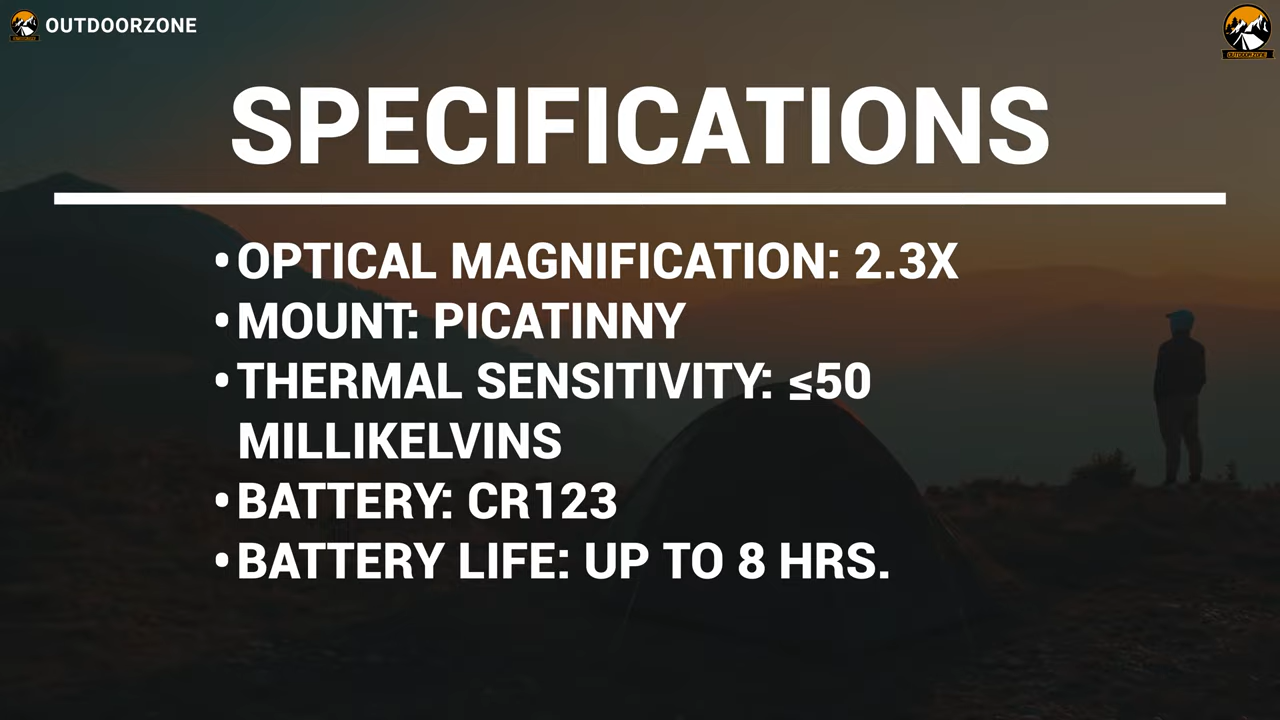 OUTDOORZONE
SPECIFICATIONS
• OPTICAL MAGNIFICATION: 2.3X
• MOUNT: PICATINNY
• THERMAL SENSITIVITY: ≤50
MILLIKELVINS
• BATTERY: CR123
• BATTERY LIFE: UP TO 8 HRS.
OUTDOORZONE